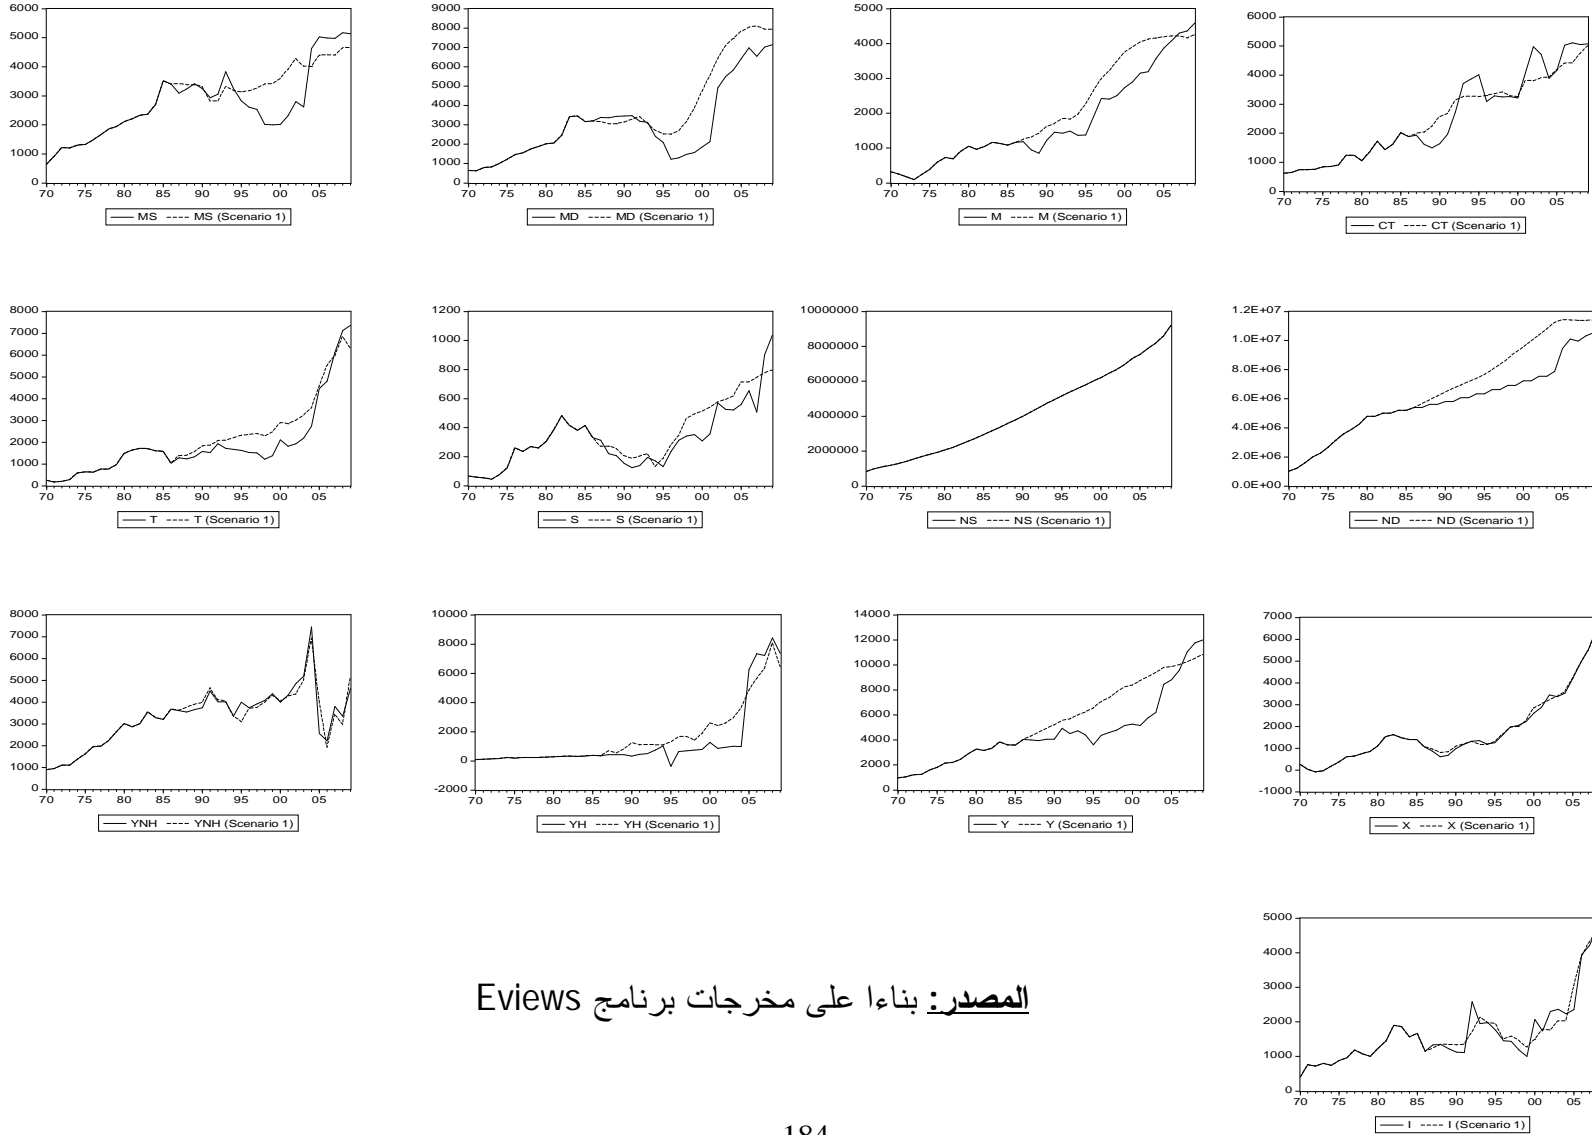 6000
5000
4000
3000
2000
1000
0
70 75 80 85 90 95 00 05
MS MS (Scenario 1)
9000
8000
7000
6000
5000
4000
3000
2000
1000
0
70 75 80 85 90 95 00 05
MD MD (Scenario 1)
5000
4000
3000
2000
1000
0
70 75 80 85 90 95 00 05
M M (Scenario 1)
6000
5000
4000
3000
2000
1000
0
70 75 80 85 90 95 00 05
CT CT (Scenario 1)
8000
7000
6000
5000
4000
3000
2000
1000
0
70 75 80 85 90 95 00 05
T T (Scenario 1)
1200
1000
800
600
400
200
0
70 75 80 85 90 95 00 05
S S (Scenario 1)
10000000
8000000
6000000
4000000
2000000
0
70 75 80 85 90 95 00 05
NS NS (Scenario 1)
1.2E+07
1.0E+07
8.0E+06
6.0E+06
4.0E+06
2.0E+06
0.0E+00
70 75 80 85 90 95 00 05
ND ND (Scenario 1)
8000
7000
6000
5000
4000
3000
2000
1000
0
70 75 80 85 90 95 00 05
YNH YNH (Scenario 1)
10000
8000
6000
4000
2000
0
-2000
70 75 80 85 90 95 00 05
YH YH (Scenario 1)
14000
12000
10000
8000
6000
4000
2000
0
70 75 80 85 90 95 00 05
Y Y (Scenario 1)
7000
6000
5000
4000
3000
2000
1000
0
-1000
70 75 80 85 90 95 00 05
X X (Scenario 1)
5000
4000
3000
2000
1000
0
70 75 80 85 90 95 00 05
I I (Scenario 1)
المصدر: بناءا على مخرجات برنامج Eviews
184